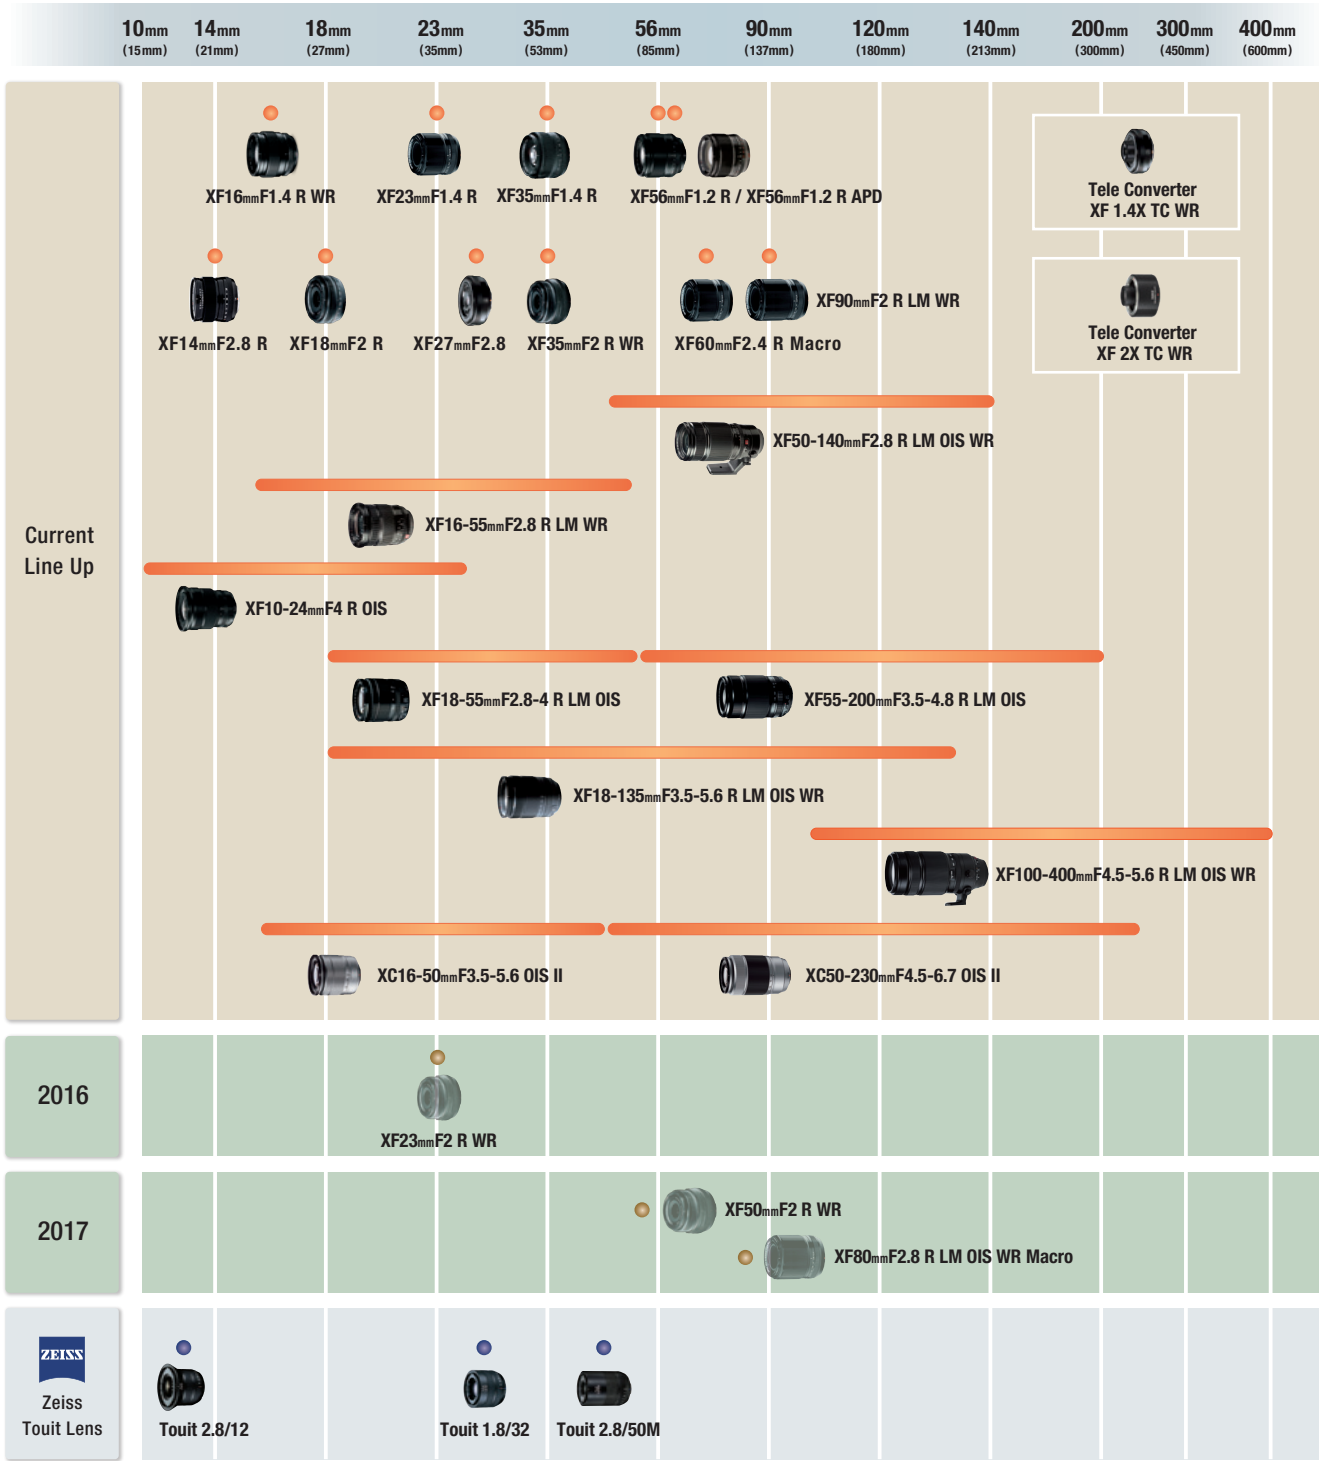 10mm 14mm 18mm 23mm 35mm 56mm 90mm 120mm 140mm 200mm 300mm 400mm
(15mm) (21mm) (27mm) (35mm) (53mm) (85mm) (137mm) (180mm) (213mm) (300mm) (450mm) (600mm)
Current
Line Up
XF16mmF1.4 R WR
XF23mmF1.4 R
XF35mmF1.4 R
XF56mmF1.2 R / XF56mmF1.2 R APD
Tele Converter
XF 1.4X TC WR
XF14mmF2.8 R
XF18mmF2 R
XF27mmF2.8
XF35mmF2 R WR
XF60mmF2.4 R Macro
XF90mmF2 R LM WR
Tele Converter
XF 2X TC WR
XF50-140mmF2.8 R LM OIS WR
XF16-55mmF2.8 R LM WR
XF10-24mmF4 R OIS
XF18-55mmF2.8-4 R LM OIS
XF55-200mmF3.5-4.8 R LM OIS
XF18-135mmF3.5-5.6 R LM OIS WR
XF100-400mmF4.5-5.6 R LM OIS WR
XC16-50mmF3.5-5.6 OIS II
XC50-230mmF4.5-6.7 OIS II
2016
XF23mmF2 R WR
2017
XF50mmF2 R WR
XF80mmF2.8 R LM OIS WR Macro
ZEISS
Zeiss
Touit Lens
Touit 2.8/12
Touit 1.8/32
Touit 2.8/50M